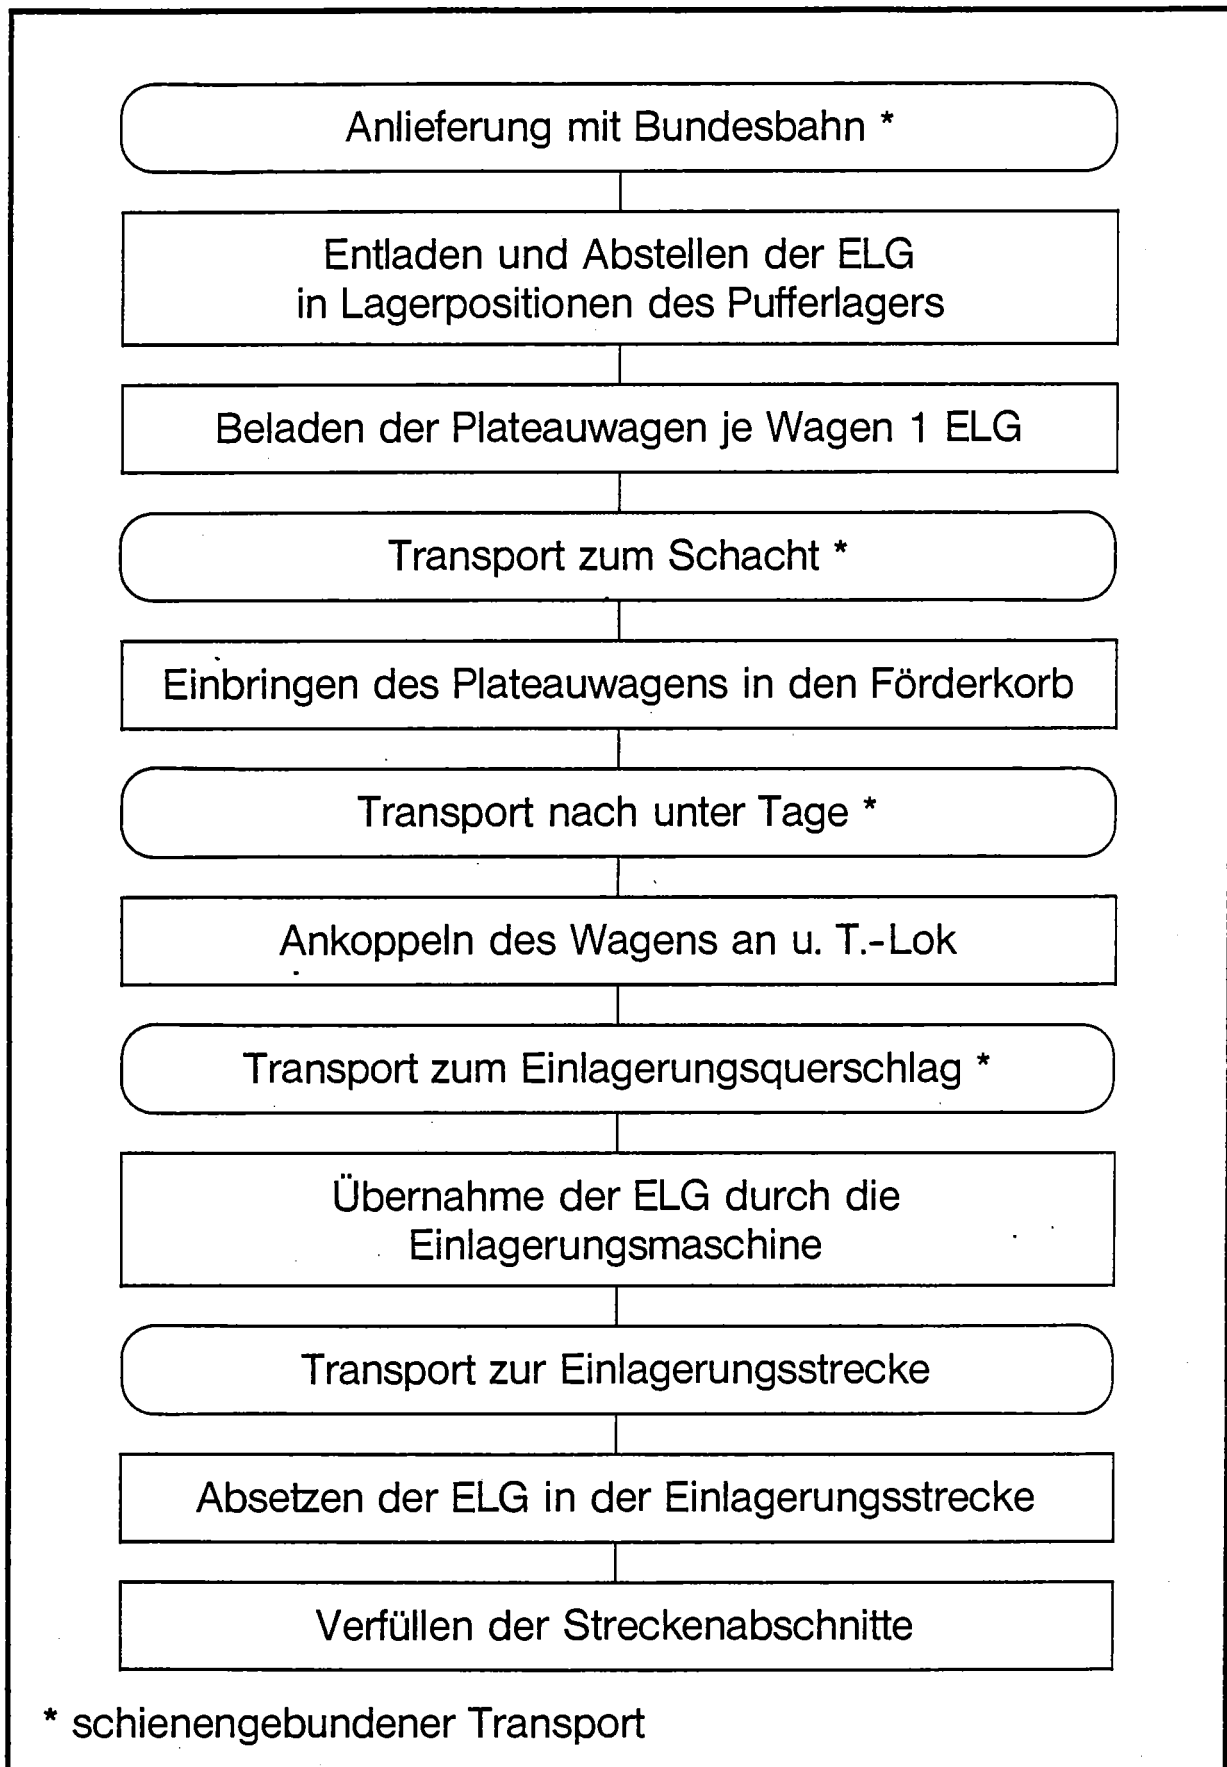 Anlieferung mit Bundesbahn *
Entladen und Abstellen der ELG
in Lagerpositionen des Pufferlagers
Beladen der Plateauwagen je Wagen 1 ELG
Transport zum Schacht *
Einbringen des Plateauwagens in den Förderkorb
Transport nach unter Tage *
Ankoppeln des Wagens an u. T.-Lok
Transport zum Einlagerungsquerschlag *
Übernahme der ELG durch die
Einlagerungsmaschine
Transport zur Einlagerungsstrecke
Absetzen der ELG in der Einlagerungsstrecke
Verfüllen der Streckenabschnitte
* schienengebundener Transport